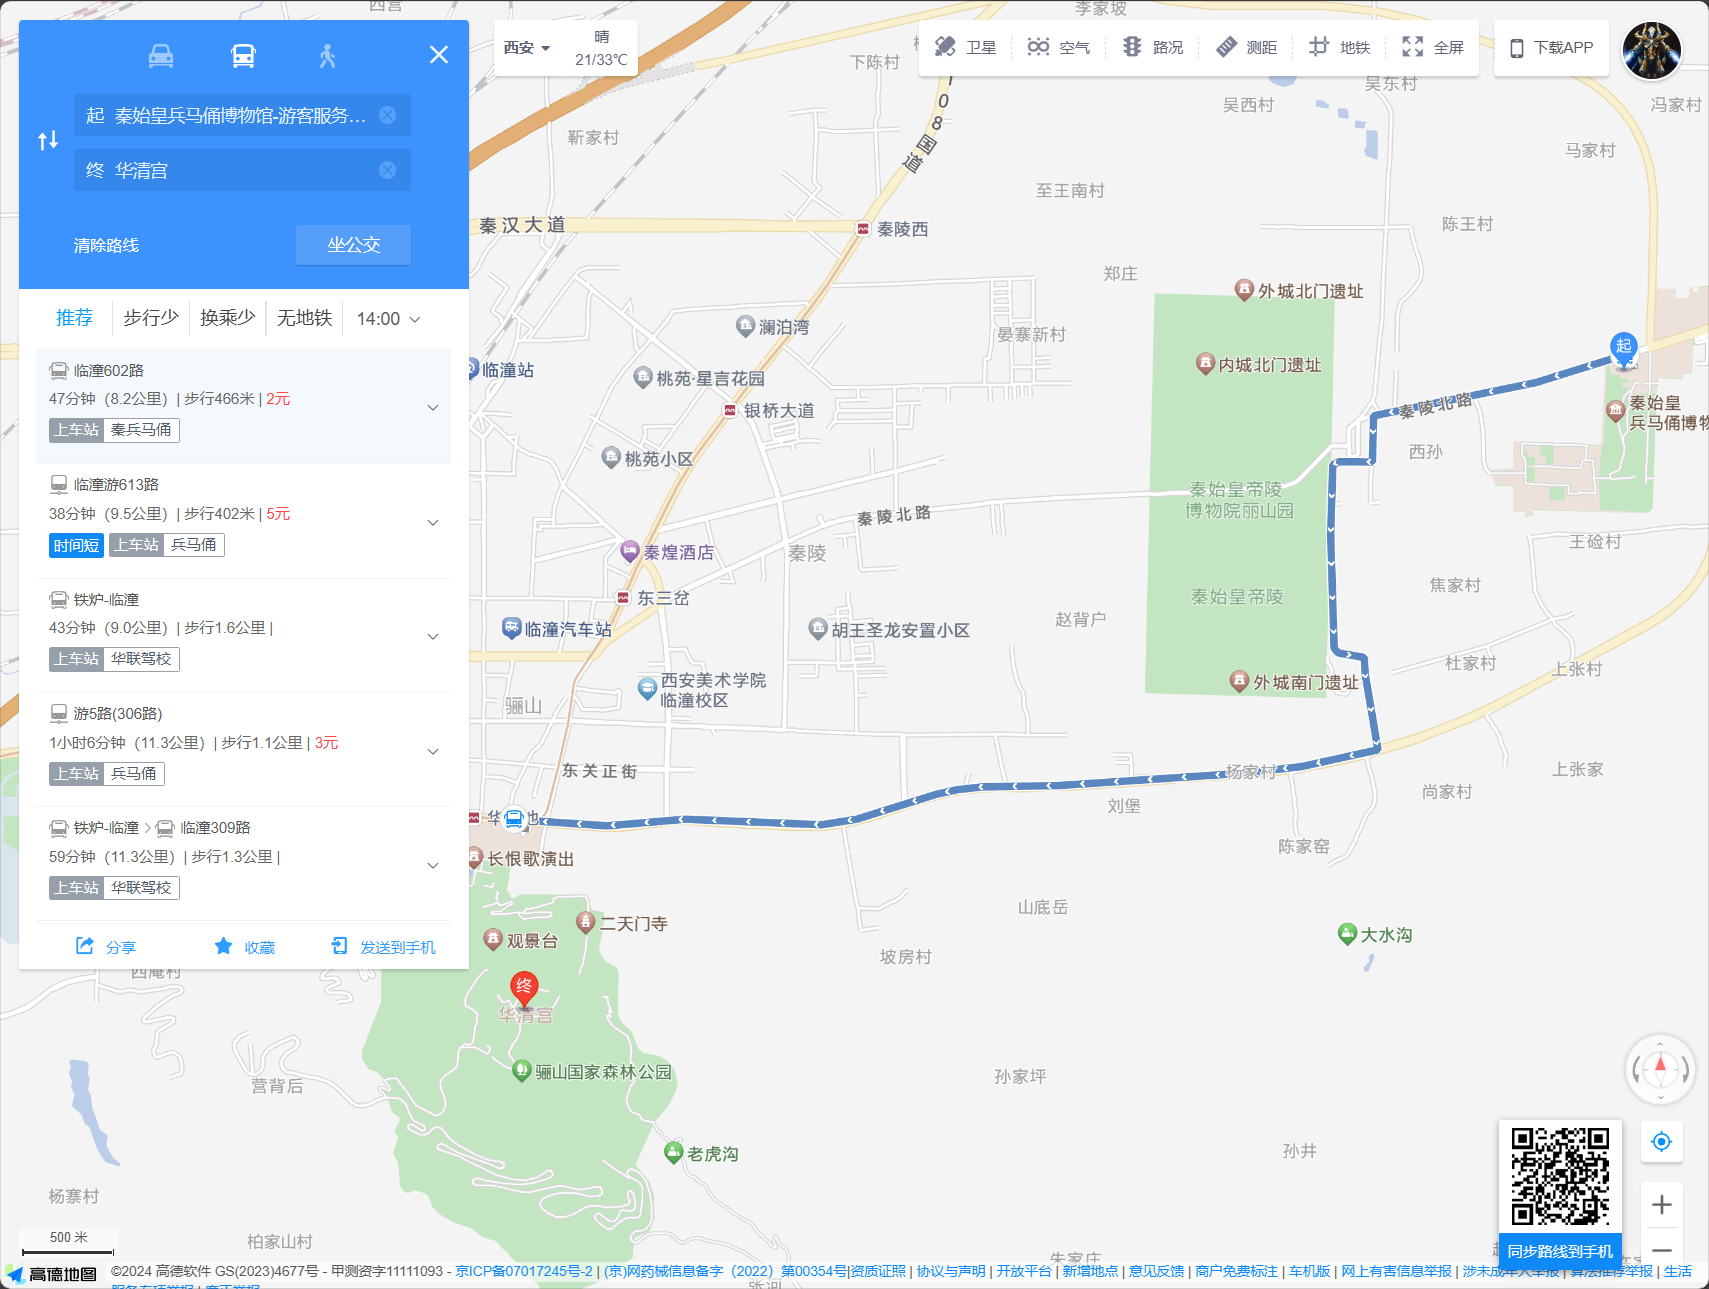 西宫
李家坡
西安
晴
21/33℃
卫星
空气
路况
测距
地铁
全屏
下载APP
起 秦始皇兵马俑博物馆-游客服务...
终 华清宫
清除路线
坐公交
推荐
步行少
换乘少
无地铁
14:00
临潼602路
47分钟（8.2公里）| 步行466米 | 2元
上车站 秦兵马俑
临潼游613路
38分钟（9.5公里）| 步行402米 | 5元
时间短 上车站 兵马俑
铁炉-临潼
43分钟（9.0公里）| 步行1.6公里 |
上车站 华联驾校
游5路(306路)
1小时6分钟（11.3公里）| 步行1.1公里 | 3元
上车站 兵马俑
铁炉-临潼 > 临潼309路
59分钟（11.3公里）| 步行1.3公里 |
上车站 华联驾校
分享
收藏
发送到手机
下陈村
吴东村
吴西村
冯家村
08国道
靳家村
马家村
至王南村
秦汉大道
秦陵西
陈王村
郑庄
外城北门遗址
澜泊湾
晏寨新村
起
临潼站
桃苑·星言花园
内城北门遗址
银桥大道
秦陵北路
秦始皇
兵马俑博物
桃苑小区
西孙
秦始皇帝陵
博物院丽山园
秦陵北路
秦煌酒店
秦陵
王硷村
东三岔
秦始皇帝陵
焦家村
临潼汽车站
胡王圣龙安置小区
赵背户
西安美术学院
临潼校区
外城南门遗址
杜家村
上张村
骊山
东关正街
杨家村
上张家
刘堡
尚家村
华
池
陈家窑
长恨歌演出
二天门寺
观景台
山底岳
大水沟
坡房村
西庵村
终
华清宫
骊山国家森林公园
孙家坪
营背后
老虎沟
孙井
杨寨村
柏家山村
朱家庄
张河
500 米
同步路线到手机
高德地图
©2024 高德软件 GS(2023)4677号 - 甲测资字11111093 - 京ICP备07017245号-2 | (京)网药械信息备字（2022）第00354号|资质证照 | 协议与声明 | 开放平台 | 新增地点 | 意见反馈 | 商户免费标注 | 车机版 | 网上有害信息举报 | 涉未成年人举报 | 算法推荐举报 | 生活
服务专项举报 |